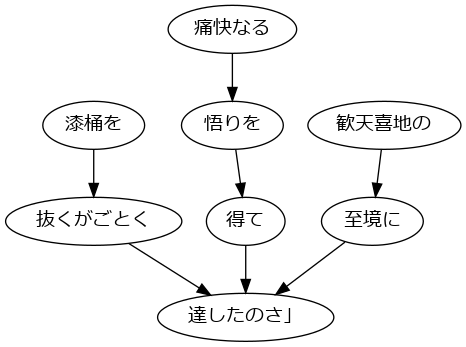 痛快なる
漆桶を
悟りを
歓天喜地の
抜くがごとく
得て
至境に
達したのさ」